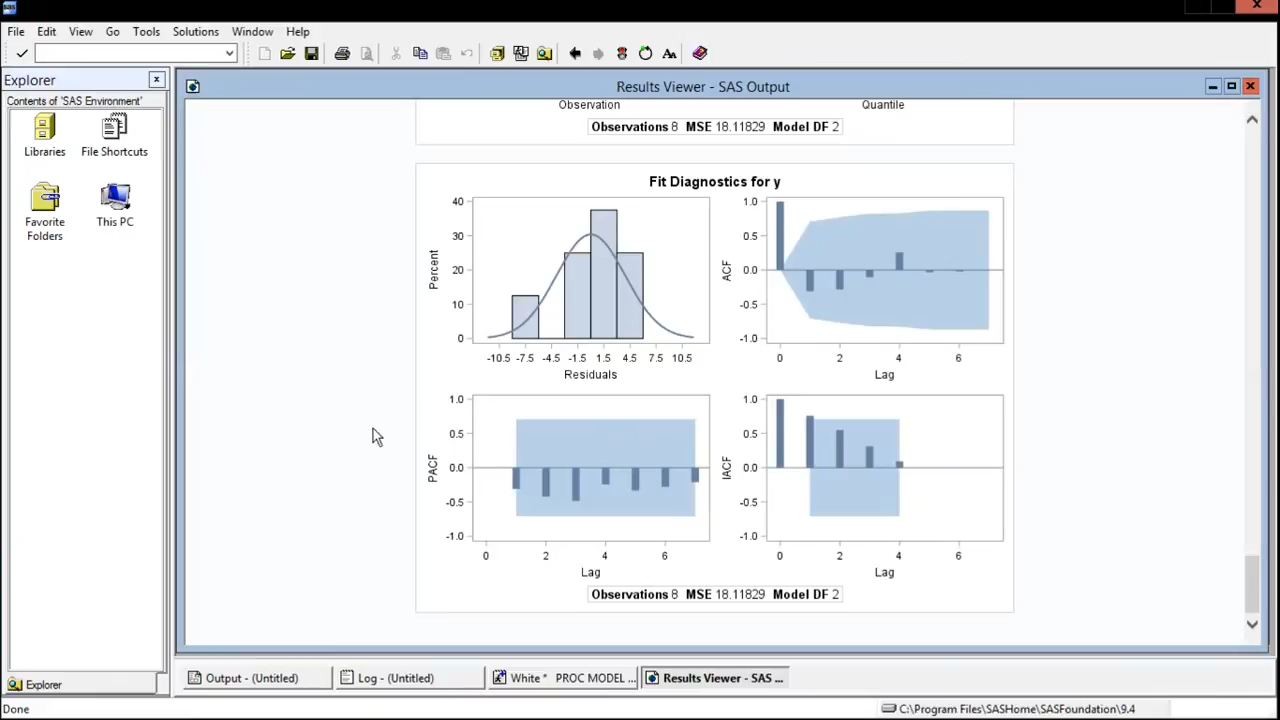 sas
File Edit View Go Tools Solutions Window Help
Explorer
Contents of 'SAS Environment'
Libraries File Shortcuts
Favorite Folders This PC
Explorer
Results Viewer - SAS Output
Observation Quantile
Observations 8 MSE 18.11829 Model DF 2
Fit Diagnostics for y
40
30
20
10
0
Percent
-10.5 -7.5 -4.5 -1.5 1.5 4.5 7.5 10.5
Residuals
1.0
0.5
0.0
-0.5
-1.0
ACF
0 2 4 6
Lag
1.0
0.5
0.0
-0.5
-1.0
PACF
0 2 4 6
Lag
1.0
0.5
0.0
-0.5
-1.0
IACF
0 2 4 6
Lag
Observations 8 MSE 18.11829 Model DF 2
Output - (Untitled) Log - (Untitled) White * PROC MODEL ... Results Viewer - SAS ...
Done C:\Program Files\SASHome\SASFoundation\9.4